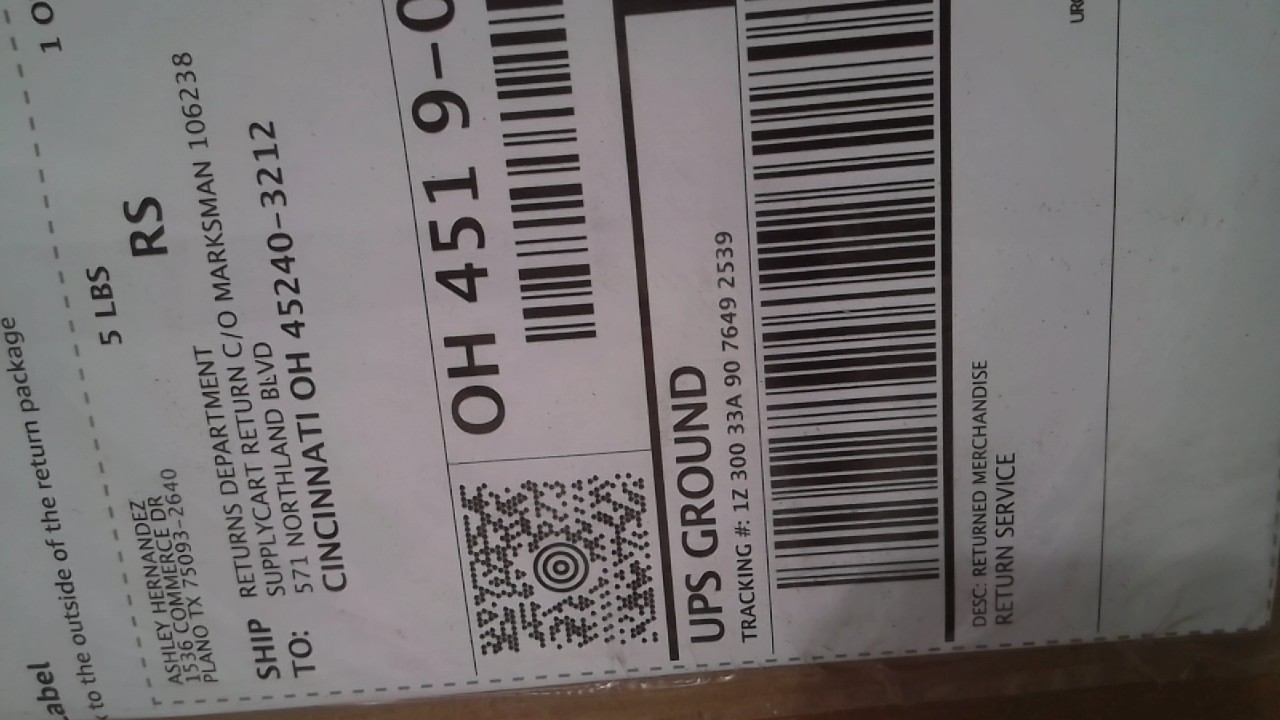 abel
to the outside of the return package
1 O
5 LBS
RS
ASHLEY HERNANDEZ
1536 COMMERCE DR
PLANO TX 75093-2640
SHIP TO:
RETURNS DEPARTMENT
SUPPLYCART RETURN C/O MARKSMAN 106238
571 NORTHLAND BLVD
CINCINNATI OH 45240-3212
OH 451 9-0
UPS GROUND
TRACKING #: 1Z 300 33A 90 7649 2539
DESC: RETURNED MERCHANDISE
RETURN SERVICE